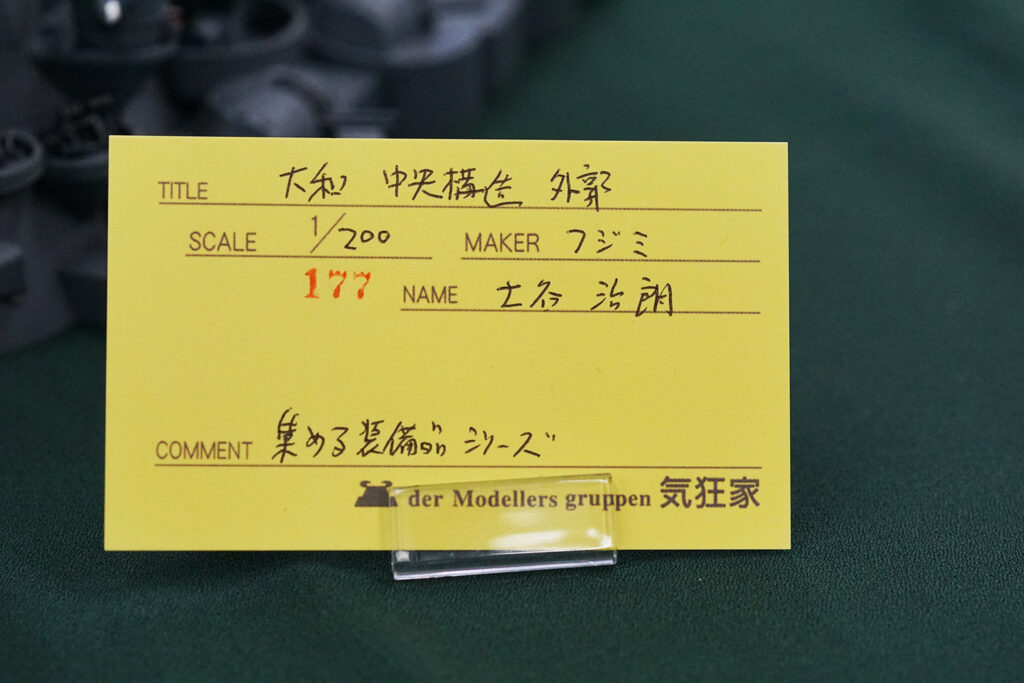 TITLE 大和 中央構造 外郭
SCALE 1/200 MAKER フジミ
177 NAME 土谷 治朗
COMMENT 集める装備品 シリーズ
der Modellers gruppen 気狂家